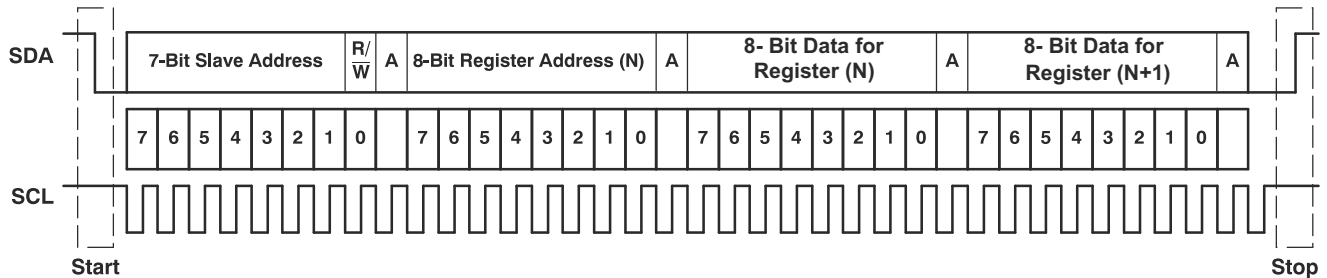 SDA
7-Bit Slave Address
R/
W
A
8-Bit Register Address (N)
A
8- Bit Data for
Register (N)
A
8- Bit Data for
Register (N+1)
A
7 6 5 4 3 2 1 0 7 6 5 4 3 2 1 0 7 6 5 4 3 2 1 0 7 6 5 4 3 2 1 0
SCL
Start
Stop